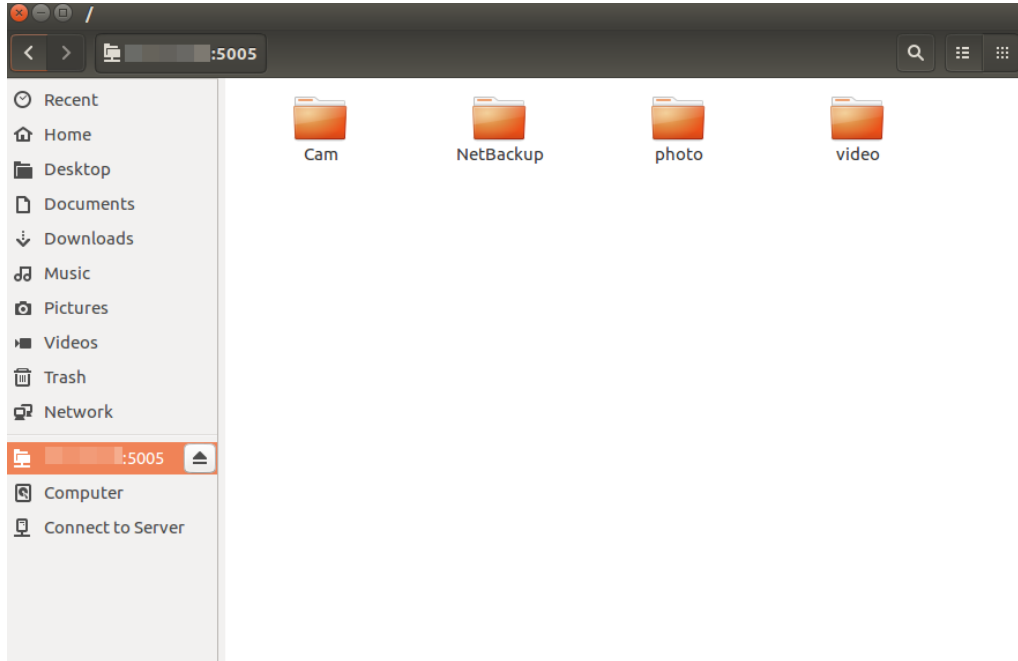 /
:5005
Recent
Home
Desktop
Documents
Downloads
Music
Pictures
Videos
Trash
Network
:5005
Computer
Connect to Server
Cam
NetBackup
photo
video